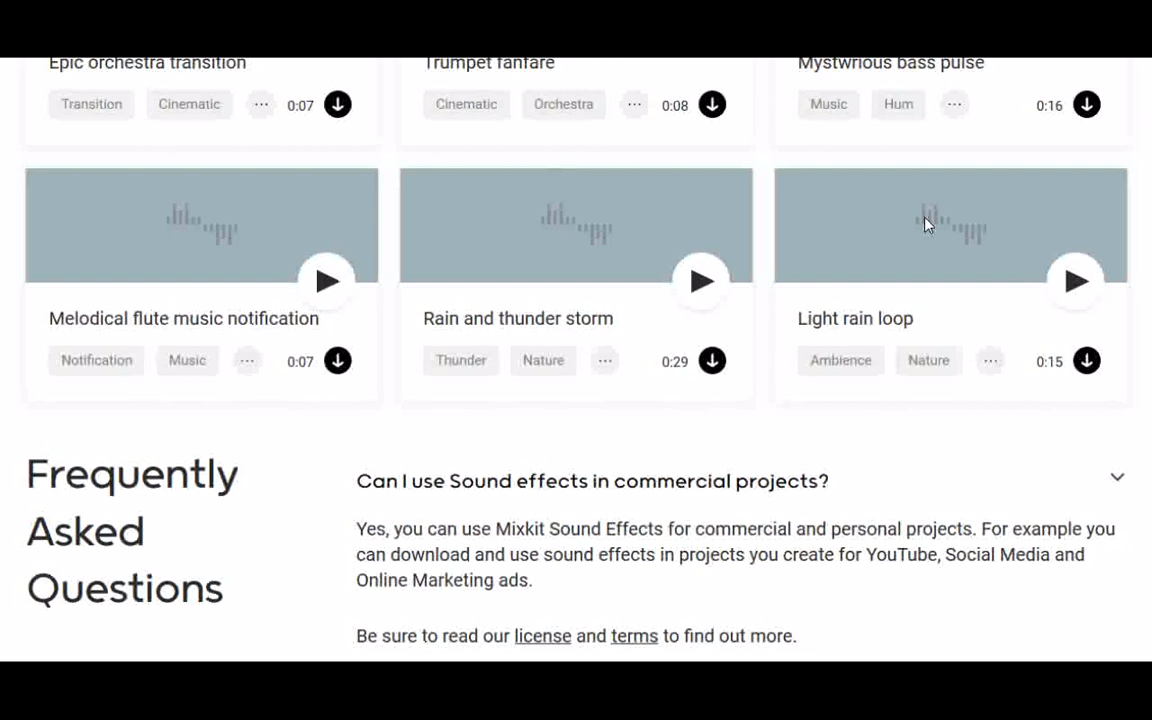 Epic orchestra transition
Trumpet fanfare
Mystwrious bass pulse
Transition Cinematic ... 0:07
Cinematic Orchestra ... 0:08
Music Hum ... 0:16
Melodical flute music notification
Rain and thunder storm
Light rain loop
Notification Music ... 0:07
Thunder Nature ... 0:29
Ambience Nature ... 0:15
Frequently
Asked
Questions
Can I use Sound effects in commercial projects?
Yes, you can use Mixkit Sound Effects for commercial and personal projects. For example you
can download and use sound effects in projects you create for YouTube, Social Media and
Online Marketing ads.
Be sure to read our license and terms to find out more.